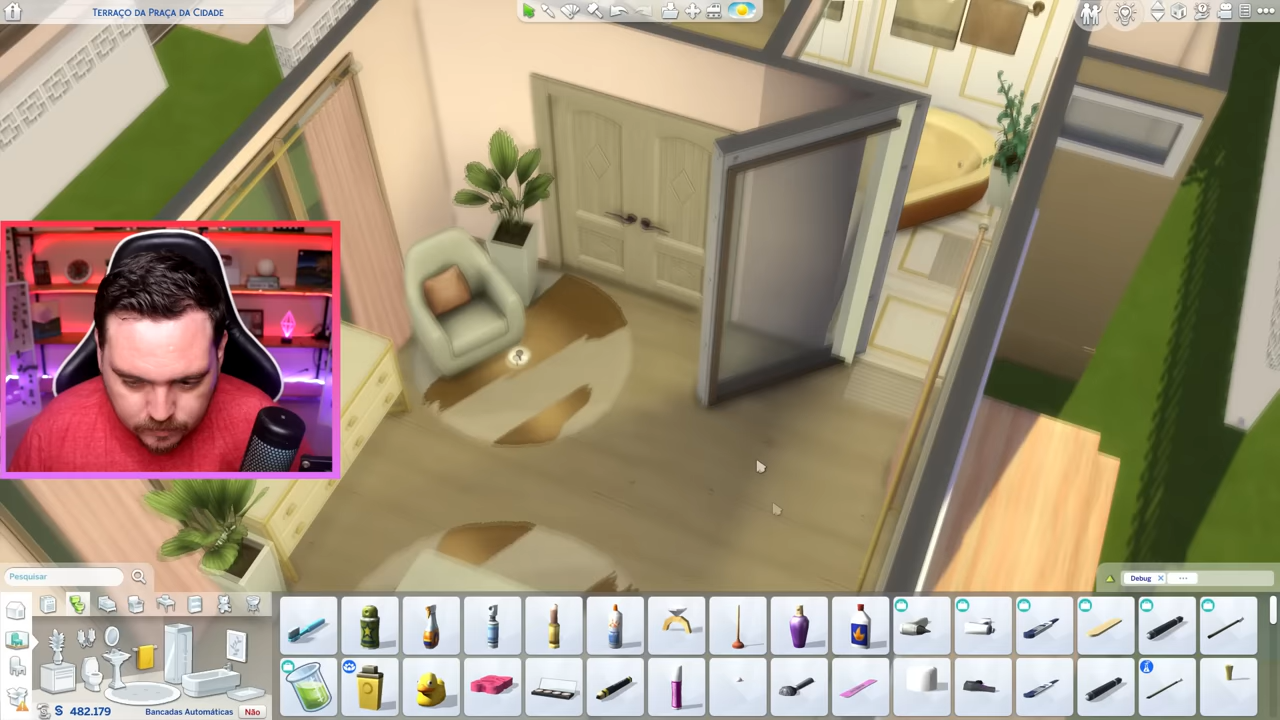 TERRAÇO DA PRAÇA DA CIDADE
Pesquisar
Debug
$ 482.179
Bancadas Automáticas
Não